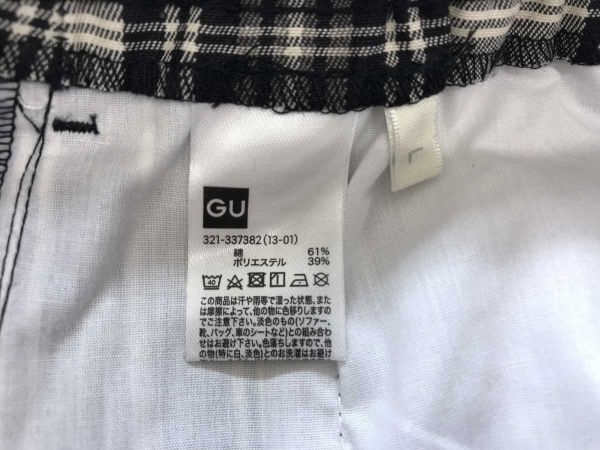 L
GU
321-337382(13-01)
綿 61%
ポリエステル 39%
40
この商品は汗や雨等で湿った状態、また
は摩擦によって、他の物に色移りしますの
でご注意下さい。淡色のもの(ソファー、
靴、バッグ、車のシートなど)との組み合わ
せはお避け下さい。色落ちしますので、他
の物(特に白、淡色)とのお洗濯はお避け